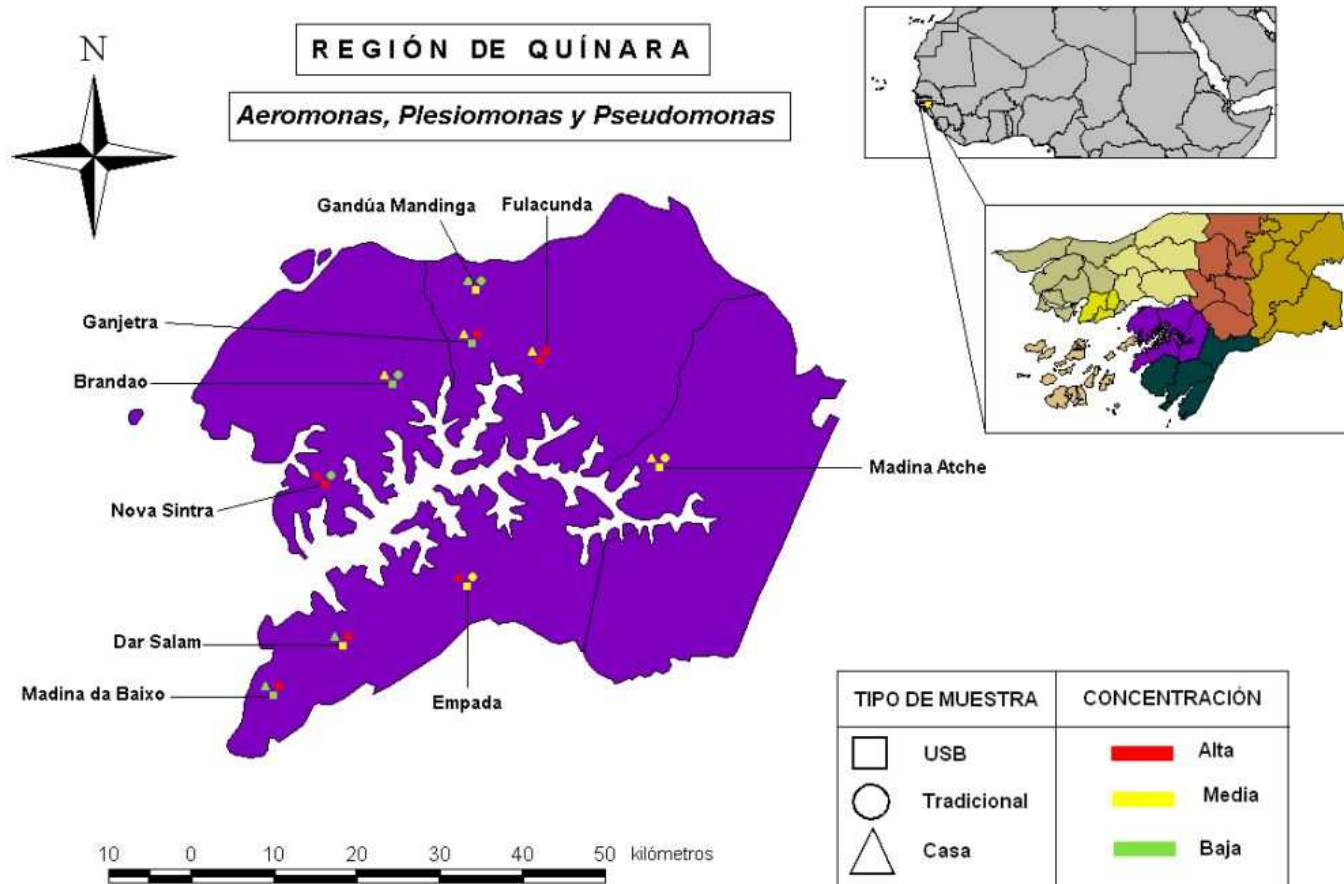 N
REGIÓN DE QUÍNARA
Aeromonas, Plesiomonas y Pseudomonas
Gandúa Mandinga
Fulacunda
Ganjetra
Brandao
Madina Atche
Nova Sintra
Dar Salam
Madina da Baixo
Empada
TIPO DE MUESTRA
CONCENTRACIÓN
USB
Alta
Tradicional
Media
Casa
Baja
10 0 10 20 30 40 50 kilómetros